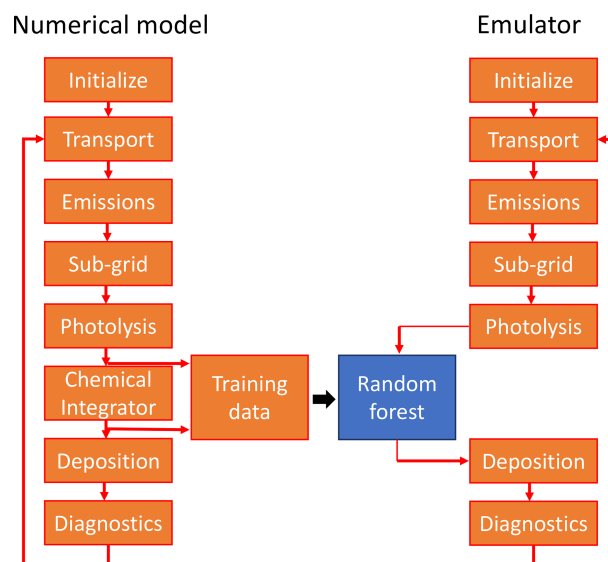 Numerical model
Initialize
Transport
Emissions
Sub-grid
Photolysis
Chemical
Integrator
Deposition
Diagnostics
Training
data
Random
forest
Emulator
Initialize
Transport
Emissions
Sub-grid
Photolysis
Deposition
Diagnostics